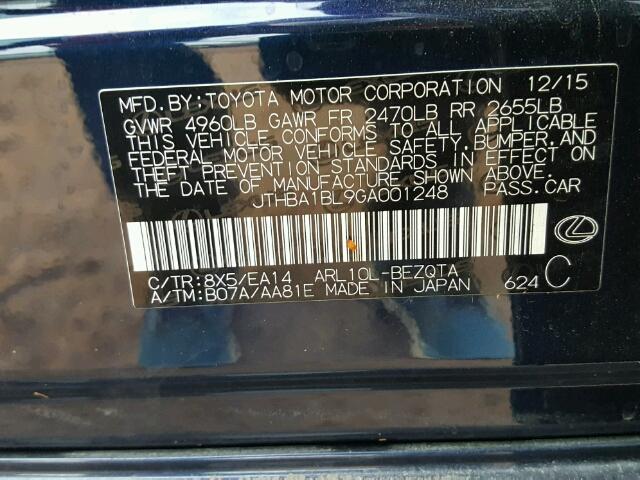 MFD. BY: TOYOTA MOTOR CORPORATION 12/15
GVWR 4960LB GAWR FR 2470LB RR 2655LB
THIS VEHICLE CONFORMS TO ALL APPLICABLE
FEDERAL MOTOR VEHICLE SAFETY, BUMPER, AND
THEFT PREVENTION STANDARDS IN EFFECT ON
THE DATE OF MANUFACTURE SHOWN ABOVE.
JTHBA1BL9GA001248 PASS. CAR
C/TR: 8X5/EA14 ARL10L-BEZQTA
A/TM: B07A/AA81E MADE IN JAPAN 624 C